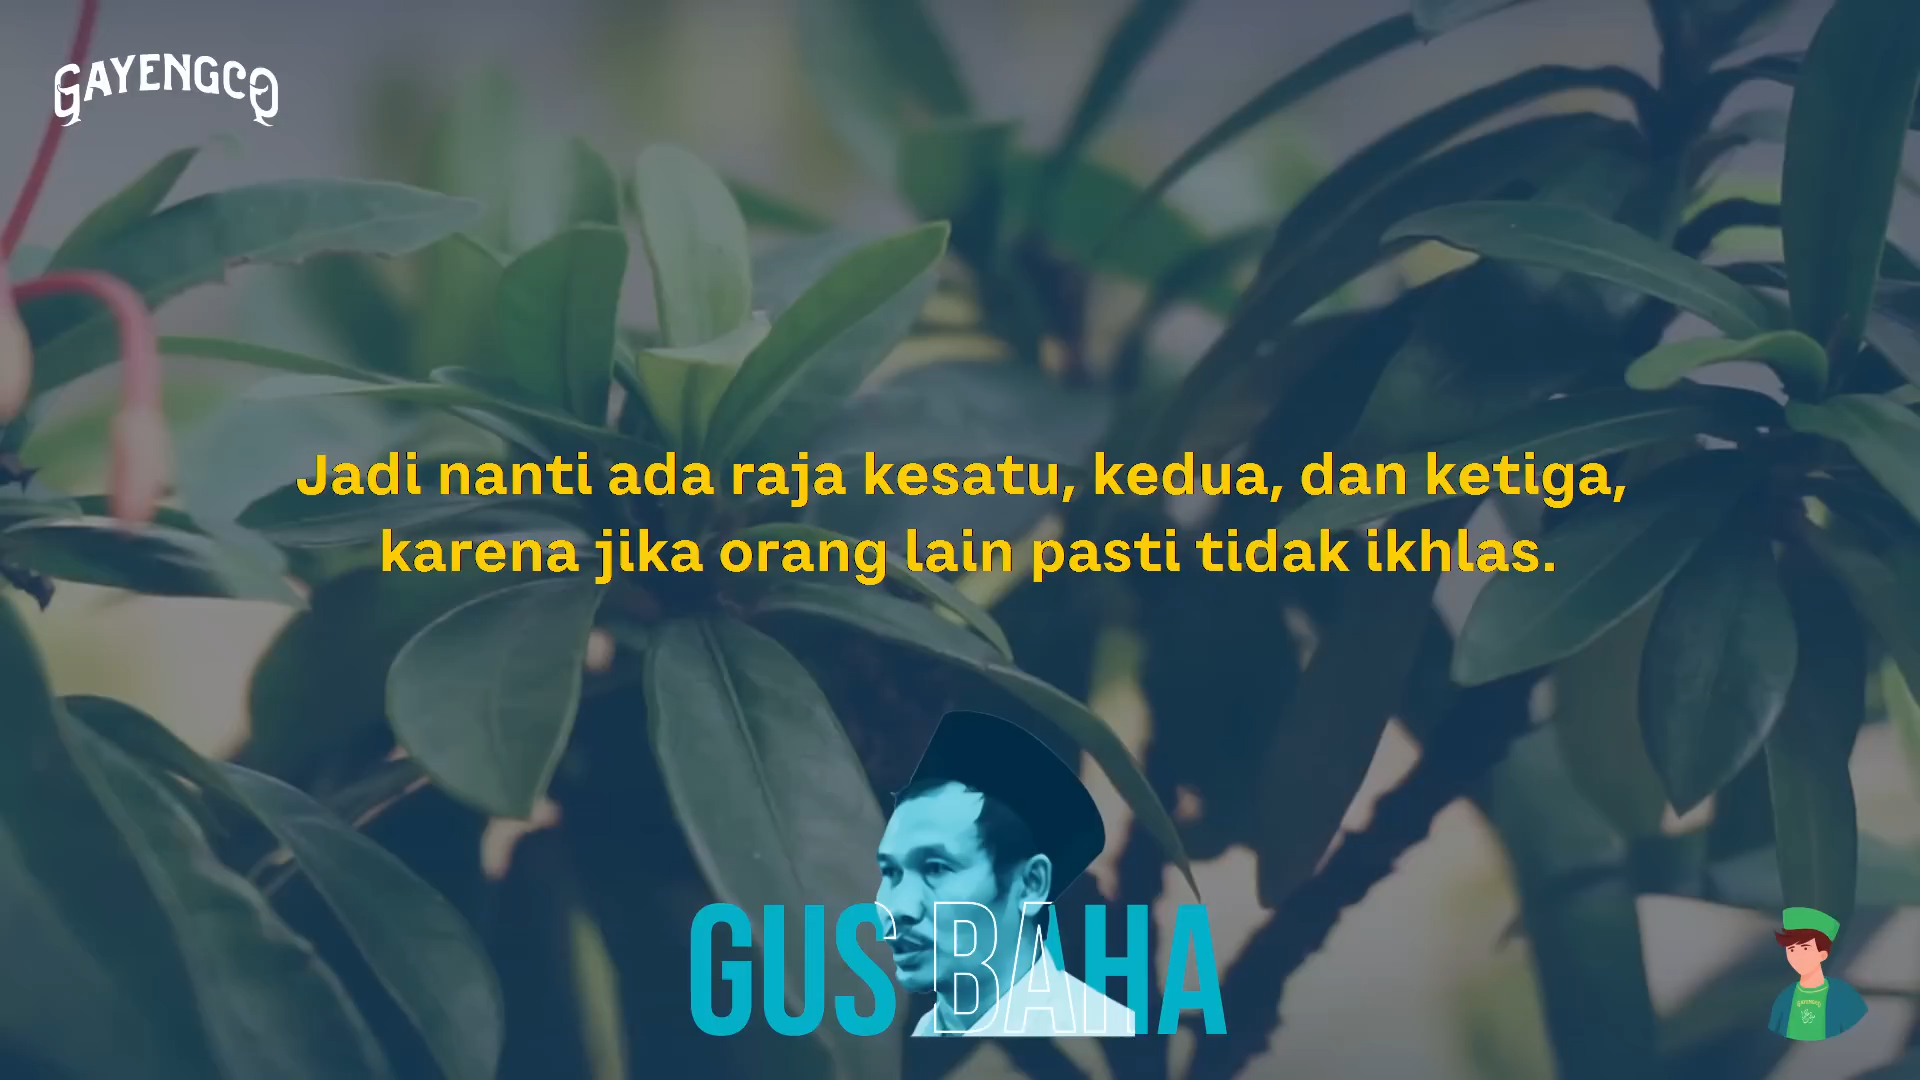 GAYENGCO
Jadi nanti ada raja kesatu, kedua, dan ketiga,
karena jika orang lain pasti tidak ikhlas.
GUS BAHA